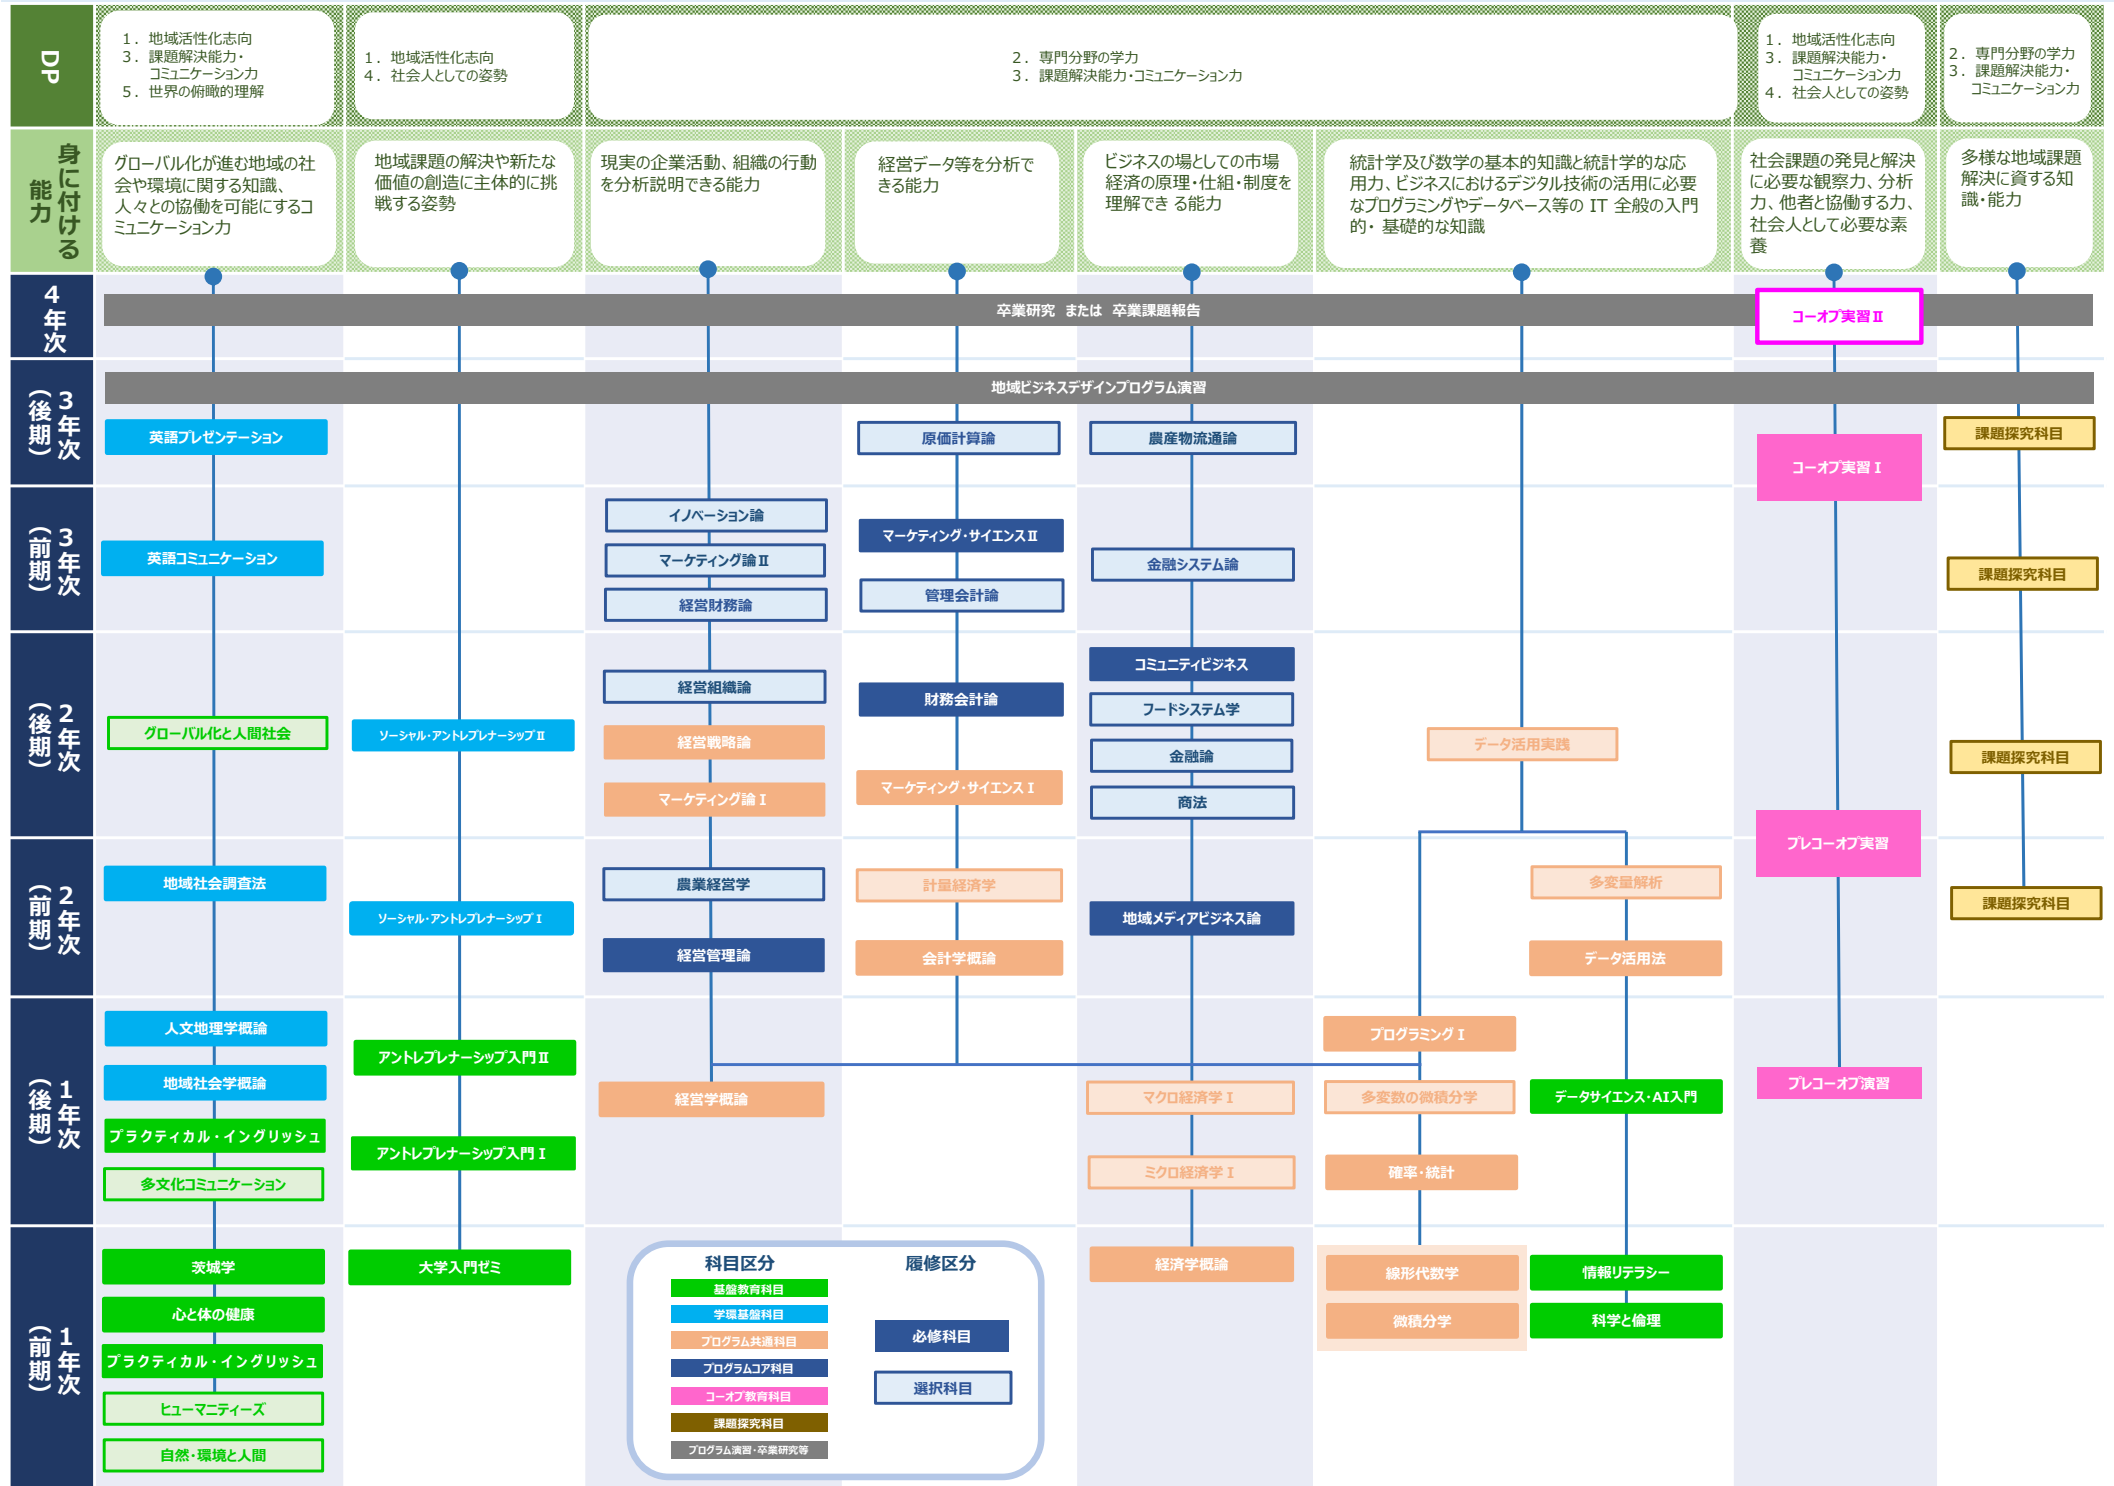 DP
1．地域活性化志向
3．課題解決能力・
コミュニケーション力
5．世界の俯瞰的理解
1．地域活性化志向
4．社会人としての姿勢
2．専門分野の学力
3．課題解決能力・コミュニケーション力
1．地域活性化志向
3．課題解決能力・
コミュニケーション力
4．社会人としての姿勢
2．専門分野の学力
3．課題解決能力・
コミュニケーション力
身に付ける
能力
グローバル化が進む地域の社
会や環境に関する知識、
人々との協働を可能にするコ
ミュニケーション力
地域課題の解決や新たな
価値の創造に主体的に挑
戦する姿勢
現実の企業活動、組織の行動
を分析説明できる能力
経営データ等を分析で
きる能力
ビジネスの場としての市場
経済の原理・仕組・制度を
理解でき る能力
統計学及び数学の基本的知識と統計学的な応
用力、ビジネスにおけるデジタル技術の活用に必要
なプログラミングやデータベース等の IT 全般の入門
的・ 基礎的な知識
社会課題の発見と解決
に必要な観察力、分析
力、他者と協働する力、
社会人として必要な素
養
多様な地域課題
解決に資する知
識・能力
4年次
卒業研究 または 卒業課題報告
コーオプ実習Ⅱ
3年次
（後期）
地域ビジネスデザインプログラム演習
英語プレゼンテーション
原価計算論
農産物流通論
コーオプ実習Ⅰ
課題探究科目
3年次
（前期）
英語コミュニケーション
イノベーション論
マーケティング論Ⅱ
経営財務論
マーケティング・サイエンスⅡ
管理会計論
金融システム論
課題探究科目
2年次
（後期）
グローバル化と人間社会
ソーシャル・アントレプレナーシップⅡ
経営組織論
経営戦略論
マーケティング論Ⅰ
財務会計論
マーケティング・サイエンスⅠ
コミュニティビジネス
フードシステム学
金融論
商法
データ活用実践
プレコーオプ実習
課題探究科目
2年次
（前期）
地域社会調査法
ソーシャル・アントレプレナーシップⅠ
農業経営学
経営管理論
計量経済学
会計学概論
地域メディアビジネス論
多変量解析
データ活用法
課題探究科目
1年次
（後期）
人文地理学概論
地域社会学概論
プラクティカル・イングリッシュ
多文化コミュニケーション
アントレプレナーシップ入門Ⅱ
アントレプレナーシップ入門Ⅰ
経営学概論
マクロ経済学Ⅰ
ミクロ経済学Ⅰ
プログラミングⅠ
多変数の微積分学
確率・統計
データサイエンス・AI入門
プレコーオプ演習
1年次
（前期）
茨城学
心と体の健康
プラクティカル・イングリッシュ
ヒューマニティーズ
自然・環境と人間
大学入門ゼミ
経済学概論
線形代数学
微積分学
情報リテラシー
科学と倫理
科目区分
基盤教育科目
学環基盤科目
プログラム共通科目
プログラムコア科目
コーオプ教育科目
課題探究科目
プログラム演習・卒業研究等
履修区分
必修科目
選択科目